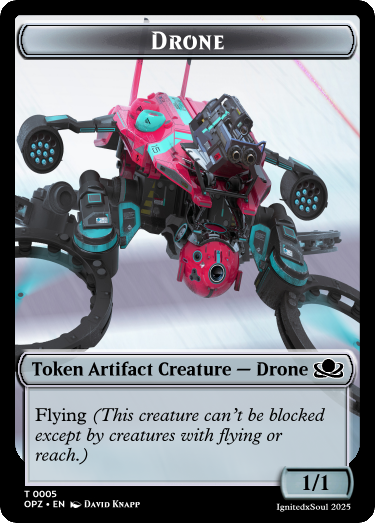 DRONE
Token Artifact Creature — Drone
Flying (This creature can't be blocked
except by creatures with flying or
reach.)
1/1
T 0005
OPZ • EN DAVID KNAPP
IgnitedxSoul 2025